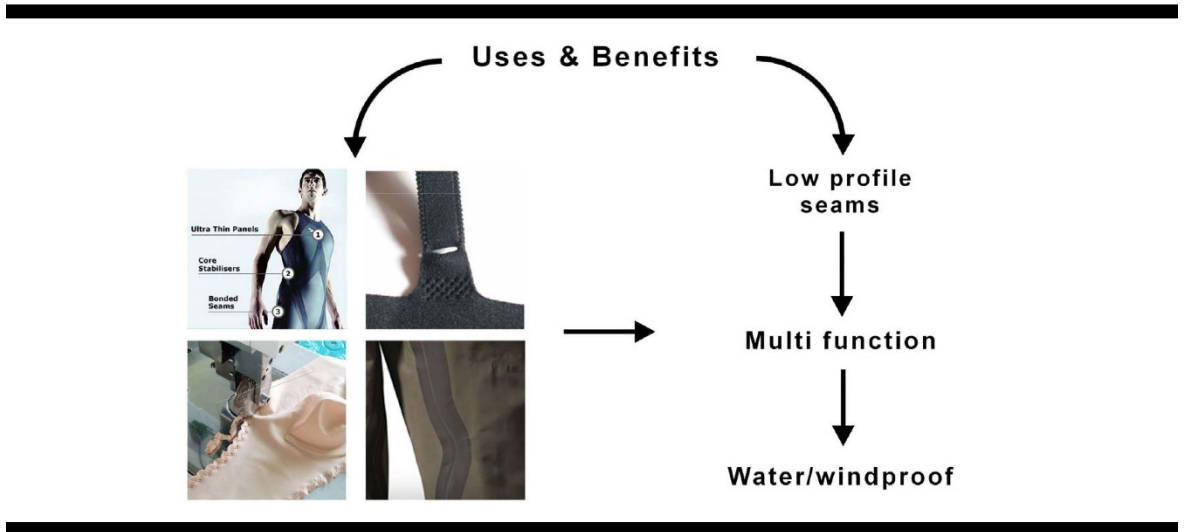 Uses & Benefits
Ultra Thin Panels
1
Core
Stabilisers
2
Bonded
Seams
3
Low profile
seams
Multi function
Water/windproof